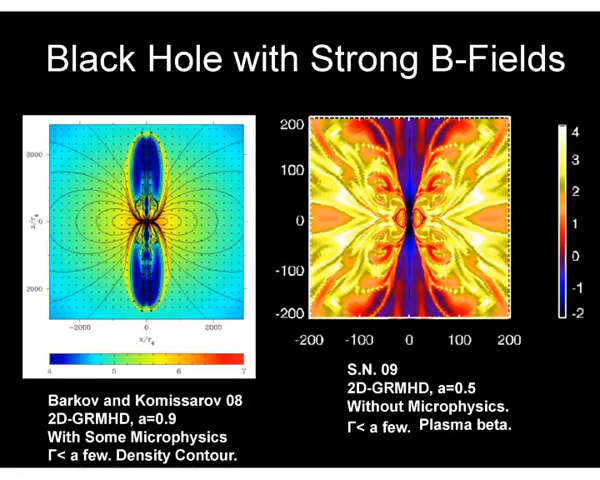 Black Hole with Strong B-Fields
2000
0
2000
z/rg
-2000
0
2000
x/rg
4
5
6
7
200
100
0
-100
-200
-200
-100
0
100
200
4
3
2
1
0
-1
-2
Barkov and Komissarov 08
2D-GRMHD, a=0.9
With Some Microphysics
Γ< a few. Density Contour.
S.N. 09
2D-GRMHD, a=0.5
Without Microphysics.
Γ< a few. Plasma beta.